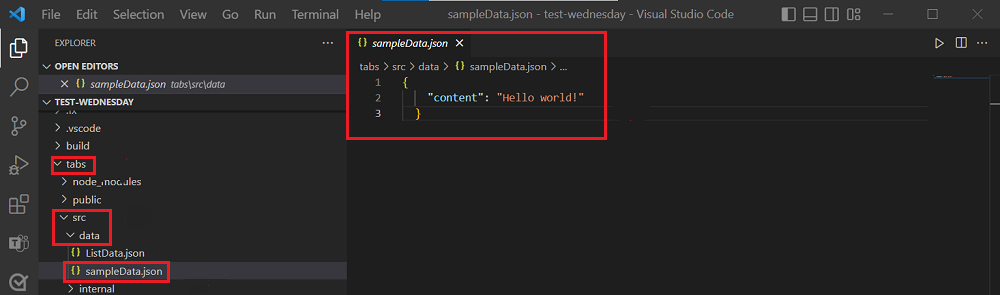 File Edit Selection View Go Run Terminal Help sampleData.json - test-wednesday - Visual Studio Code
EXPLORER
OPEN EDITORS
{} sampleData.json tabs\src\data
TEST-WEDNESDAY
.vscode
build
tabs
node_modules
public
src
data
{} ListData.json
{} sampleData.json
internal
{} sampleData.json
tabs > src > data > {} sampleData.json > ...
1 {
2 "content": "Hello world!"
3 }